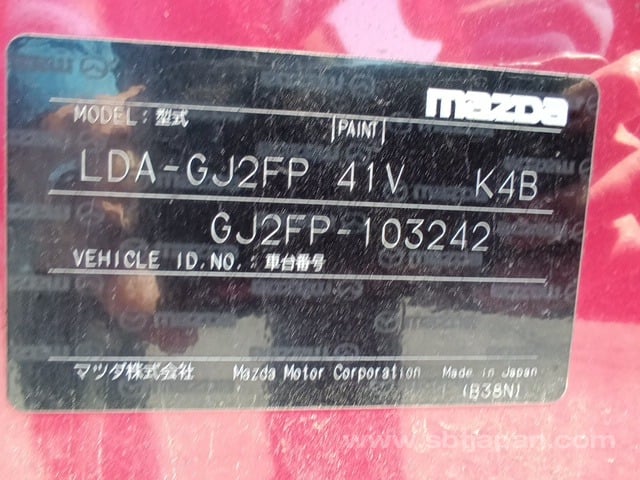 mazda
MODEL: 型式 PAINT
LDA-GJ2FP 41V K4B
GJ2FP-103242
VEHICLE ID.NO.: 車台番号
マツダ株式会社 Mazda Motor Corporation Made in Japan
(B38N)
www.sbtjapan.com